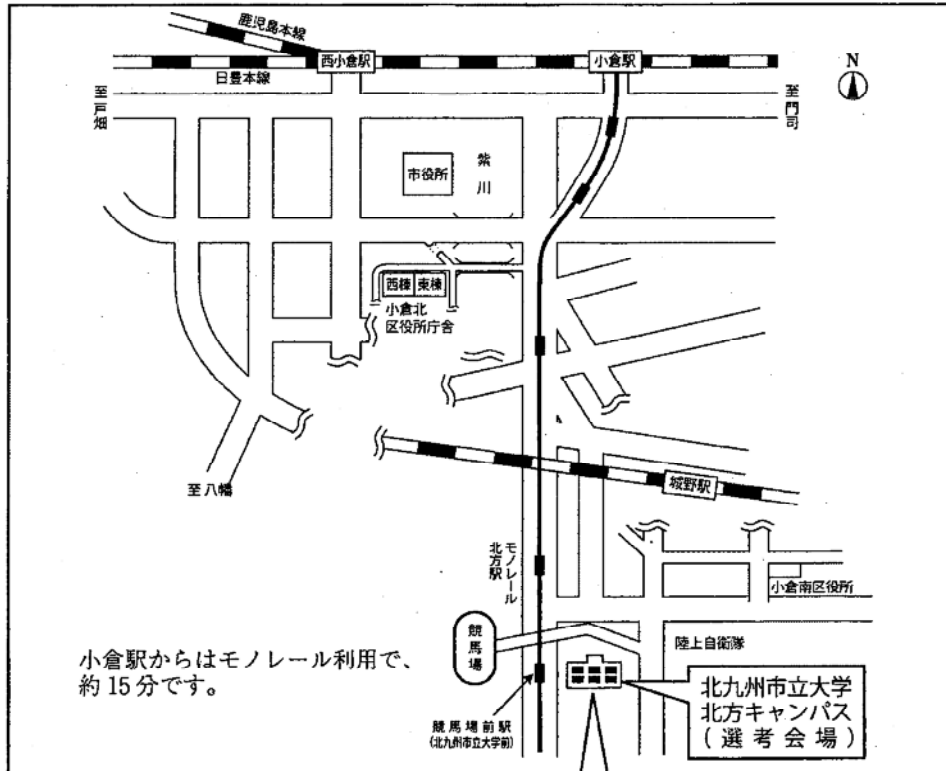 鹿児島本線
西小倉駅
小倉駅
日豊本線
N
至戸畑
至門司
市役所
紫川
西棟
東棟
小倉北
区役所庁舎
至八幡
城野駅
モノレール
北方駅
小倉南区役所
競馬場
陸上自衛隊
小倉駅からはモノレール利用で、
約15分です。
競馬場前駅
(北九州市立大学前)
北九州市立大学
北方キャンパス
(選考会場)